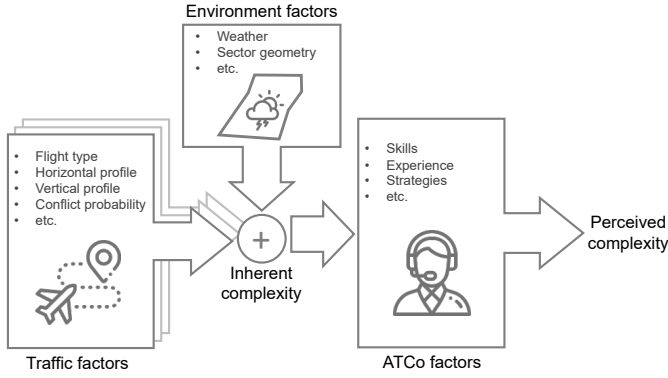 Environment factors
• Weather
• Sector geometry
• etc.
• Flight type
• Horizontal profile
• Vertical profile
• Conflict probability
• etc.
• Skills
• Experience
• Strategies
• etc.
+
Inherent
complexity
Perceived
complexity
Traffic factors
ATCo factors